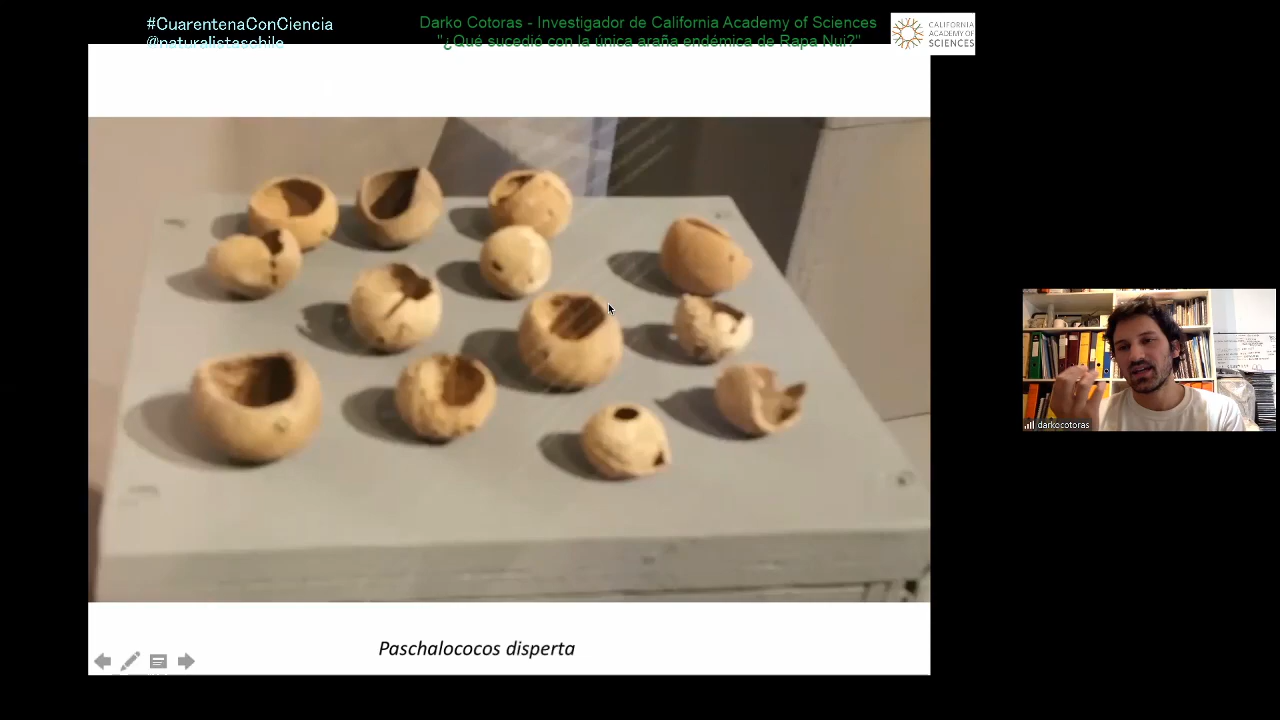 #CuarentenaConCiencia
@naturalistaschile
Darko Cotoras - Investigador de California Academy of Sciences
"¿Qué sucedió con la única araña endémica de Rapa Nui?"
CALIFORNIA
ACADEMY OF
SCIENCES
darkocotoras
Paschalococos disperta